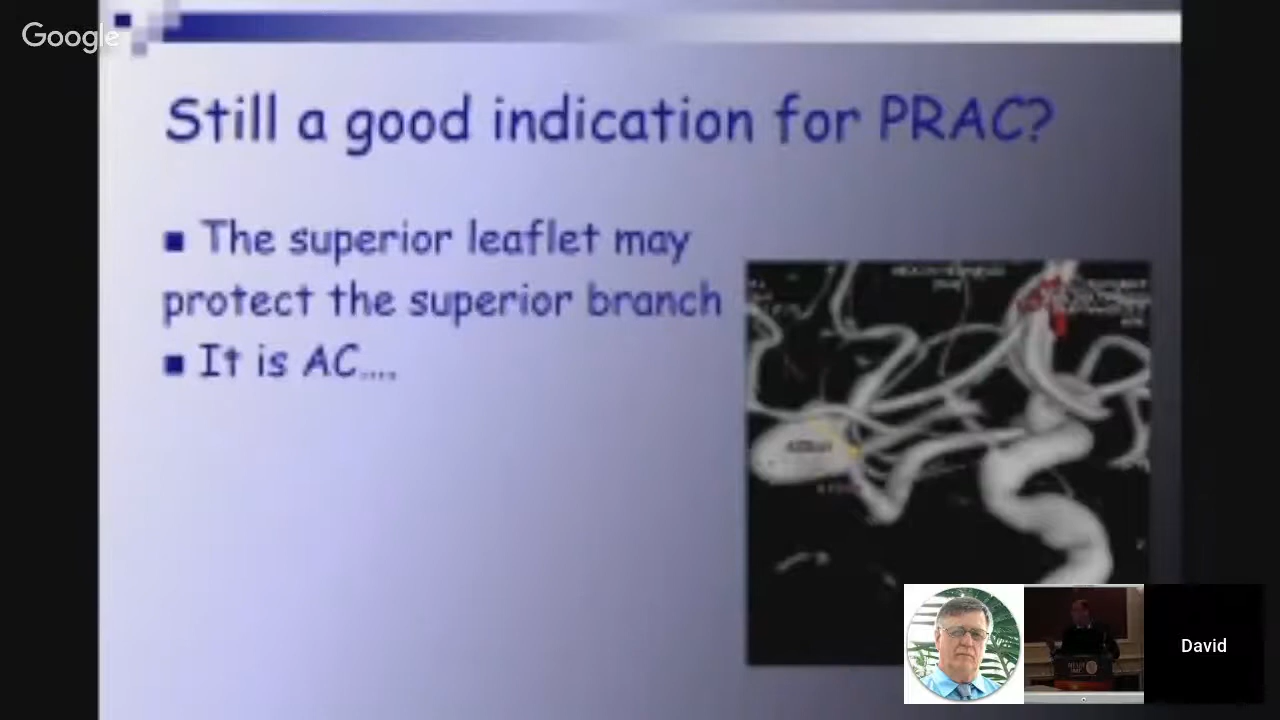 Google
Still a good indication for PRAC?
■ The superior leaflet may
protect the superior branch
■ It is AC....
David